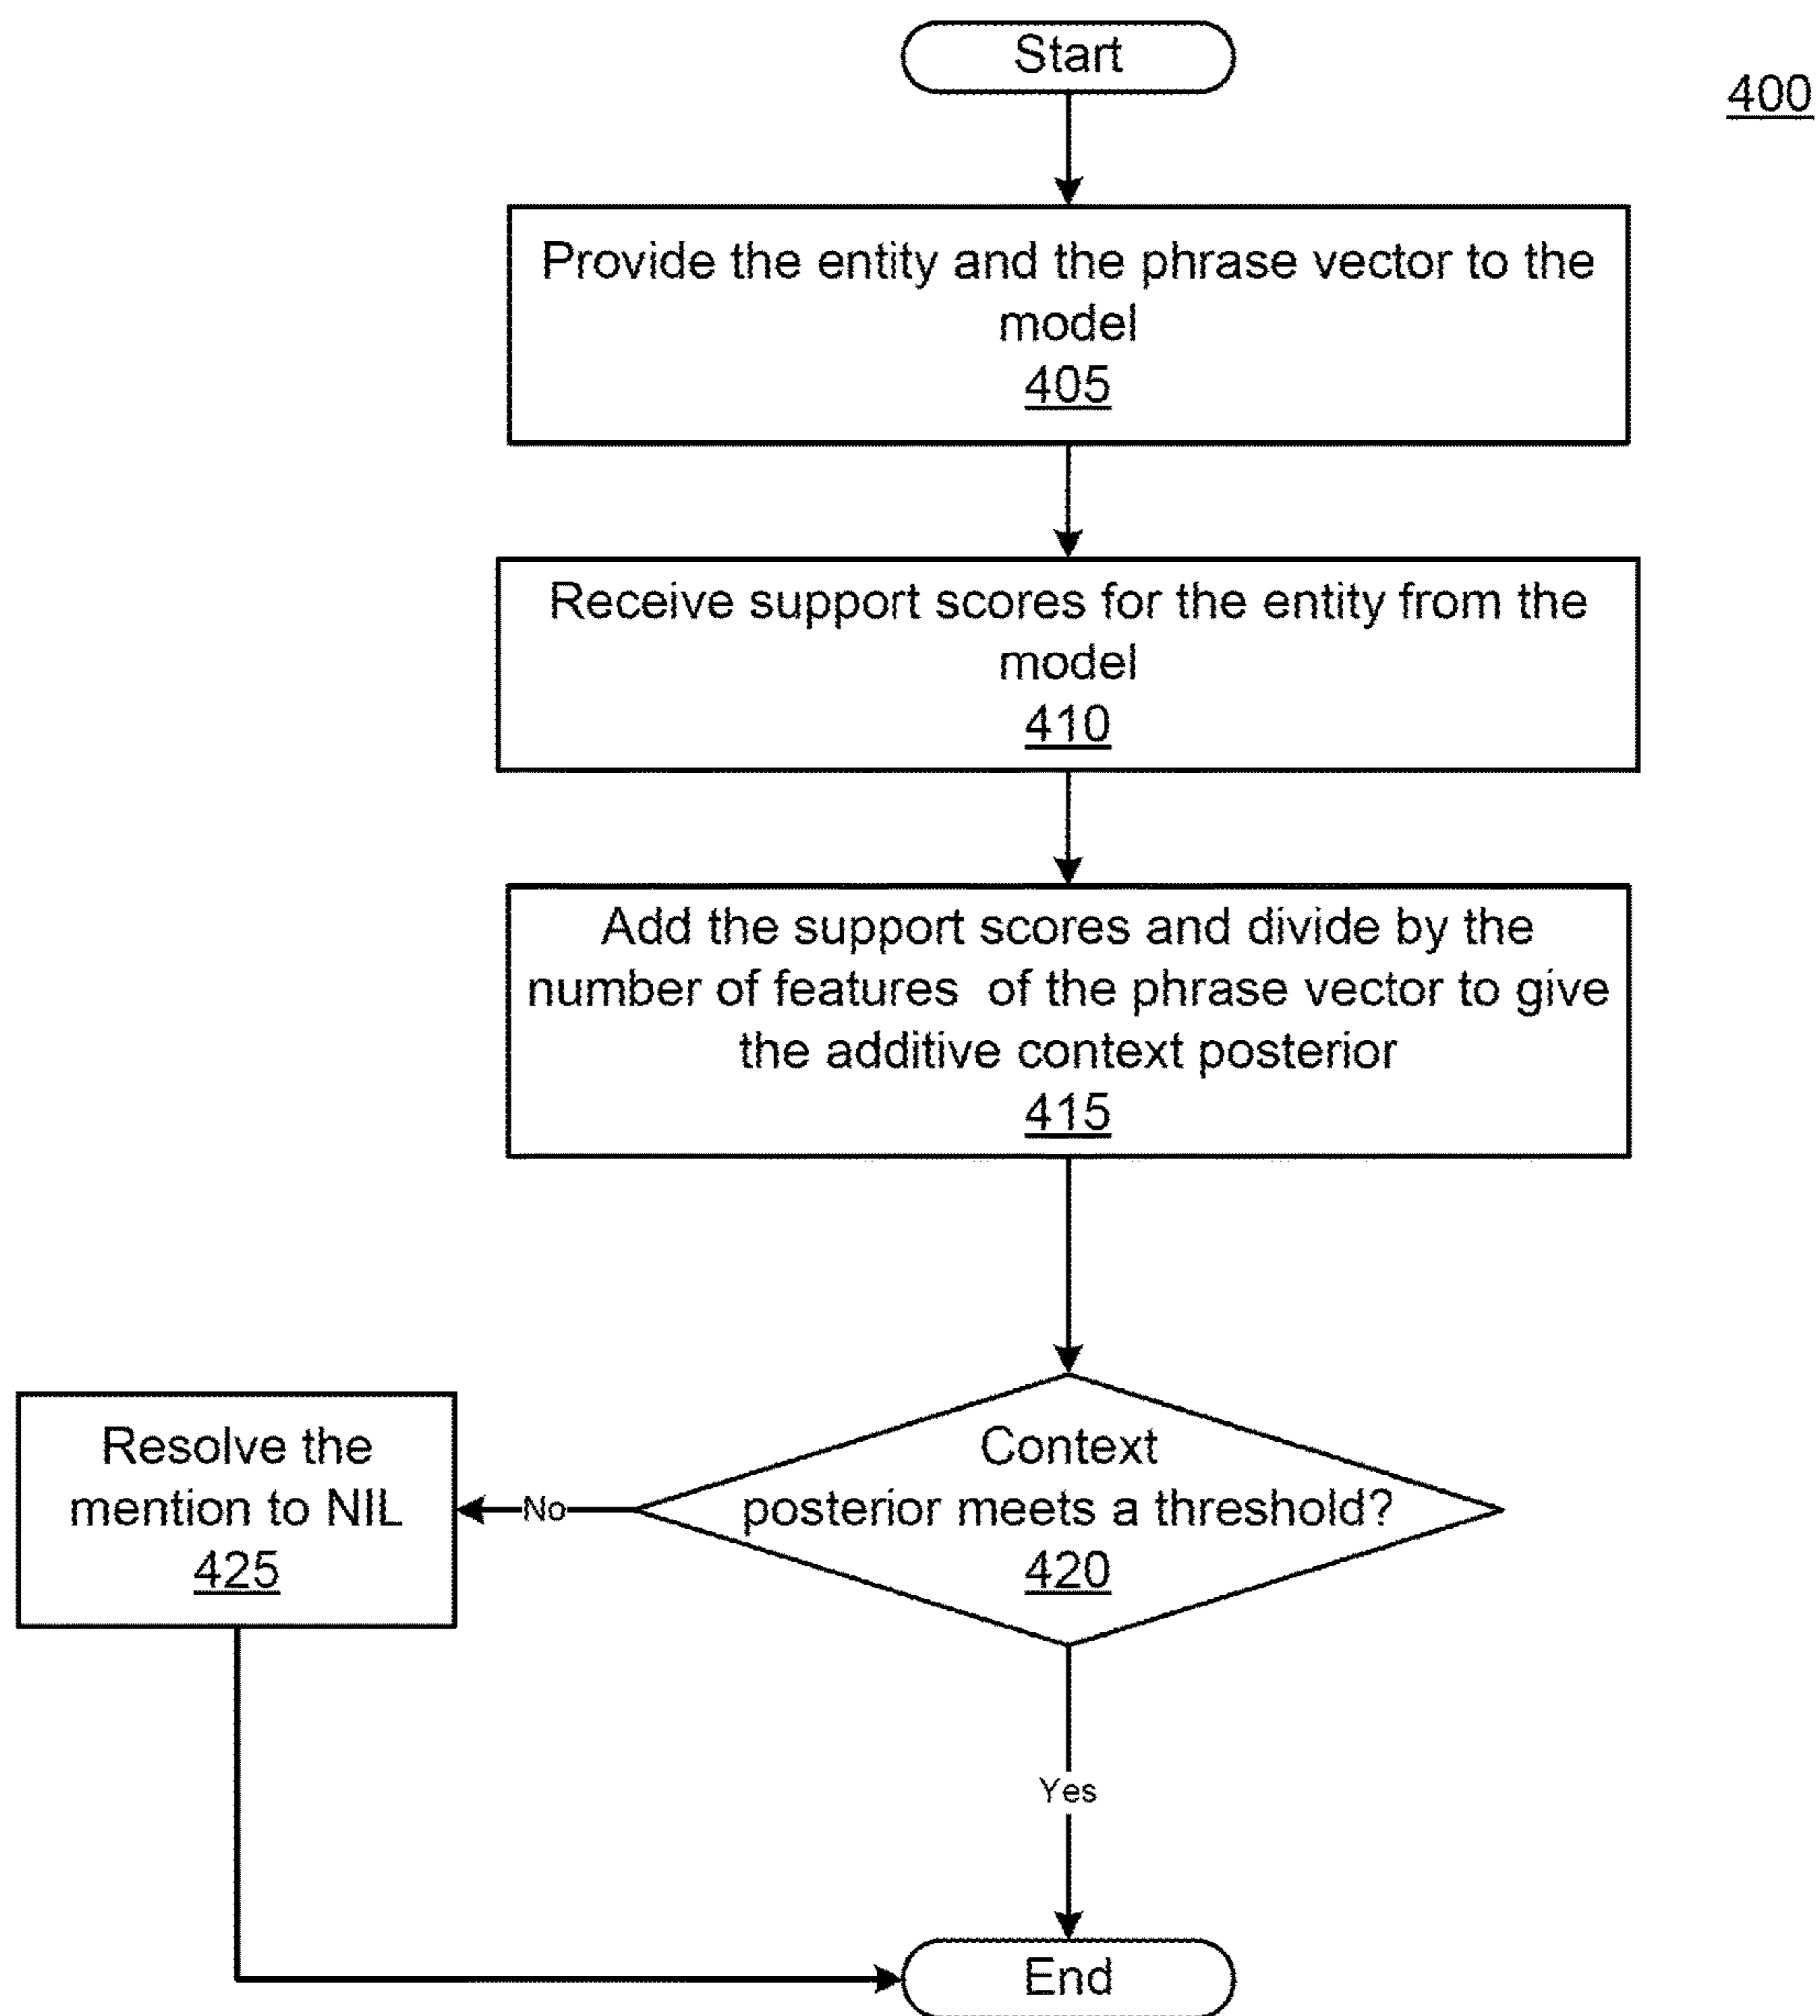 Start
400
Provide the entity and the phrase vector to the
model
405
Receive support scores for the entity from the
model
410
Add the support scores and divide by the
number of features of the phrase vector to give
the additive context posterior
415
Context
posterior meets a threshold?
420
No
Resolve the
mention to NIL
425
Yes
End